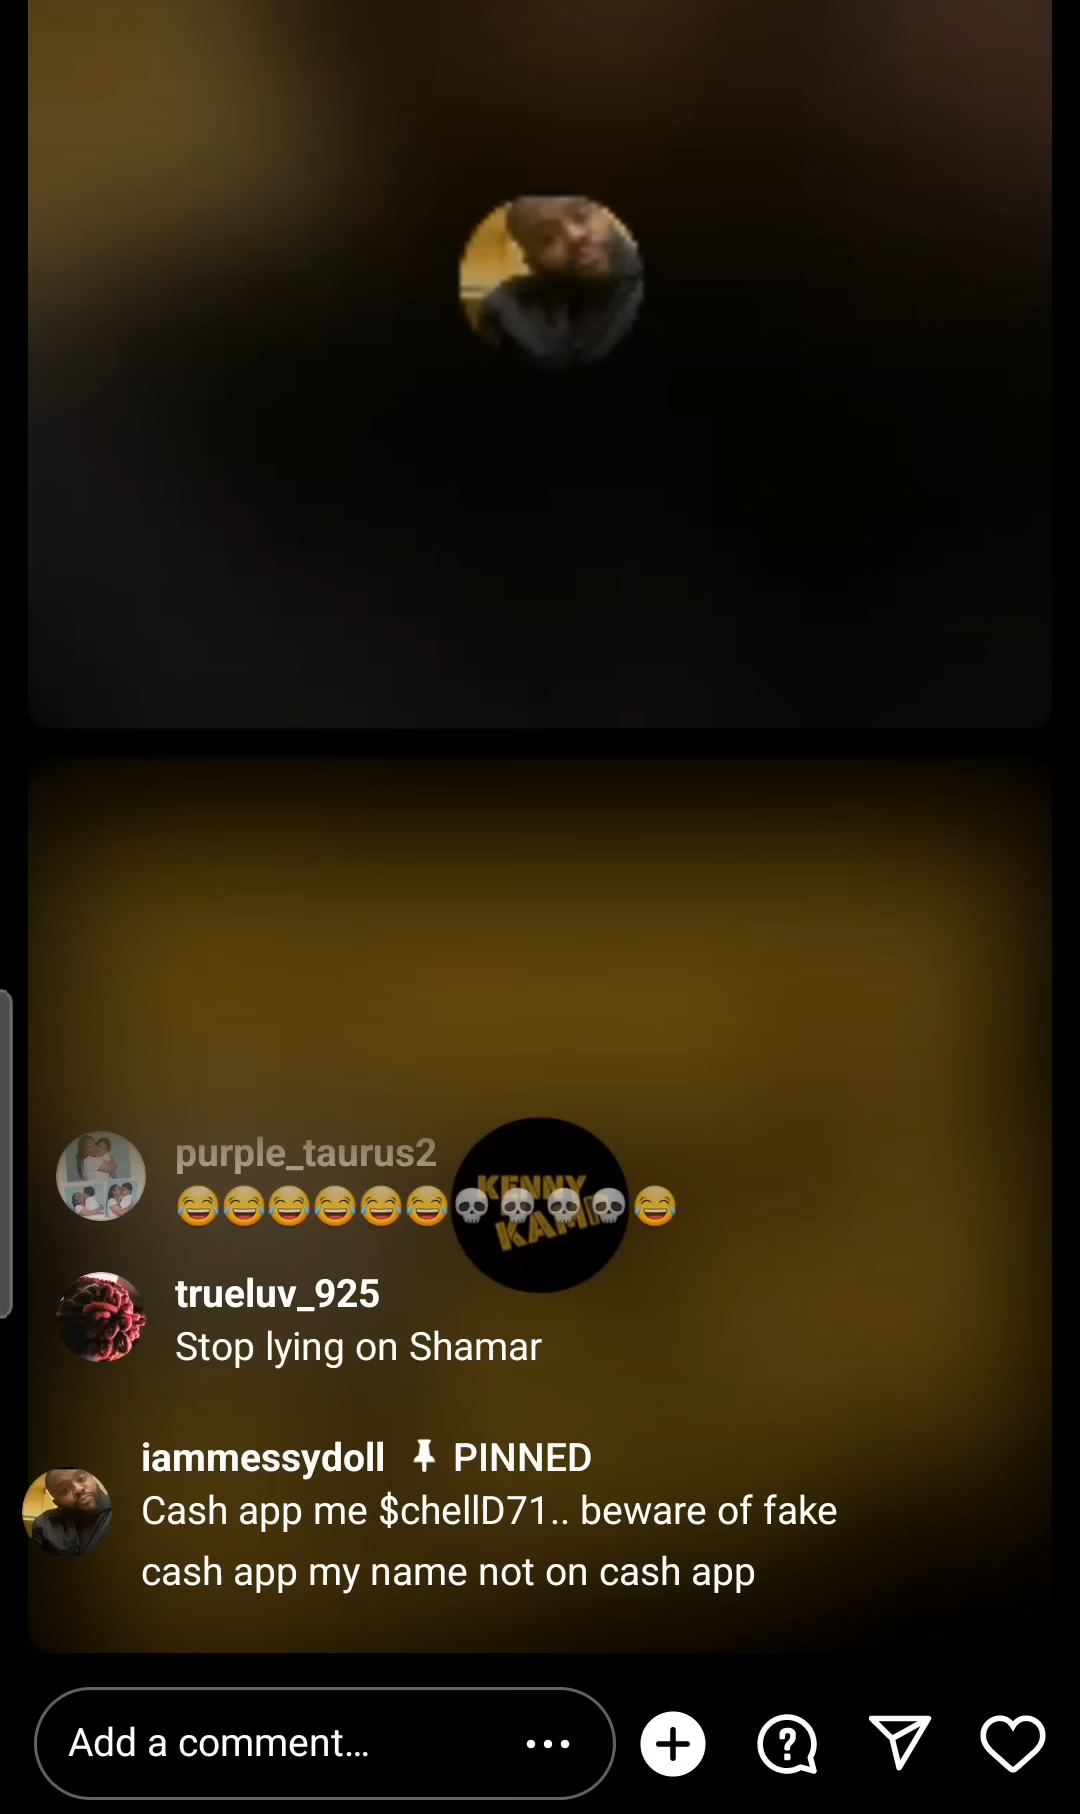 purple_taurus2
KENNY
KAM
😂😂😂😂😂😂💀💀💀💀😂
trueluv_925
Stop lying on Shamar
iammessydoll 📌 PINNED
Cash app me $chellD71.. beware of fake
cash app my name not on cash app
Add a comment...